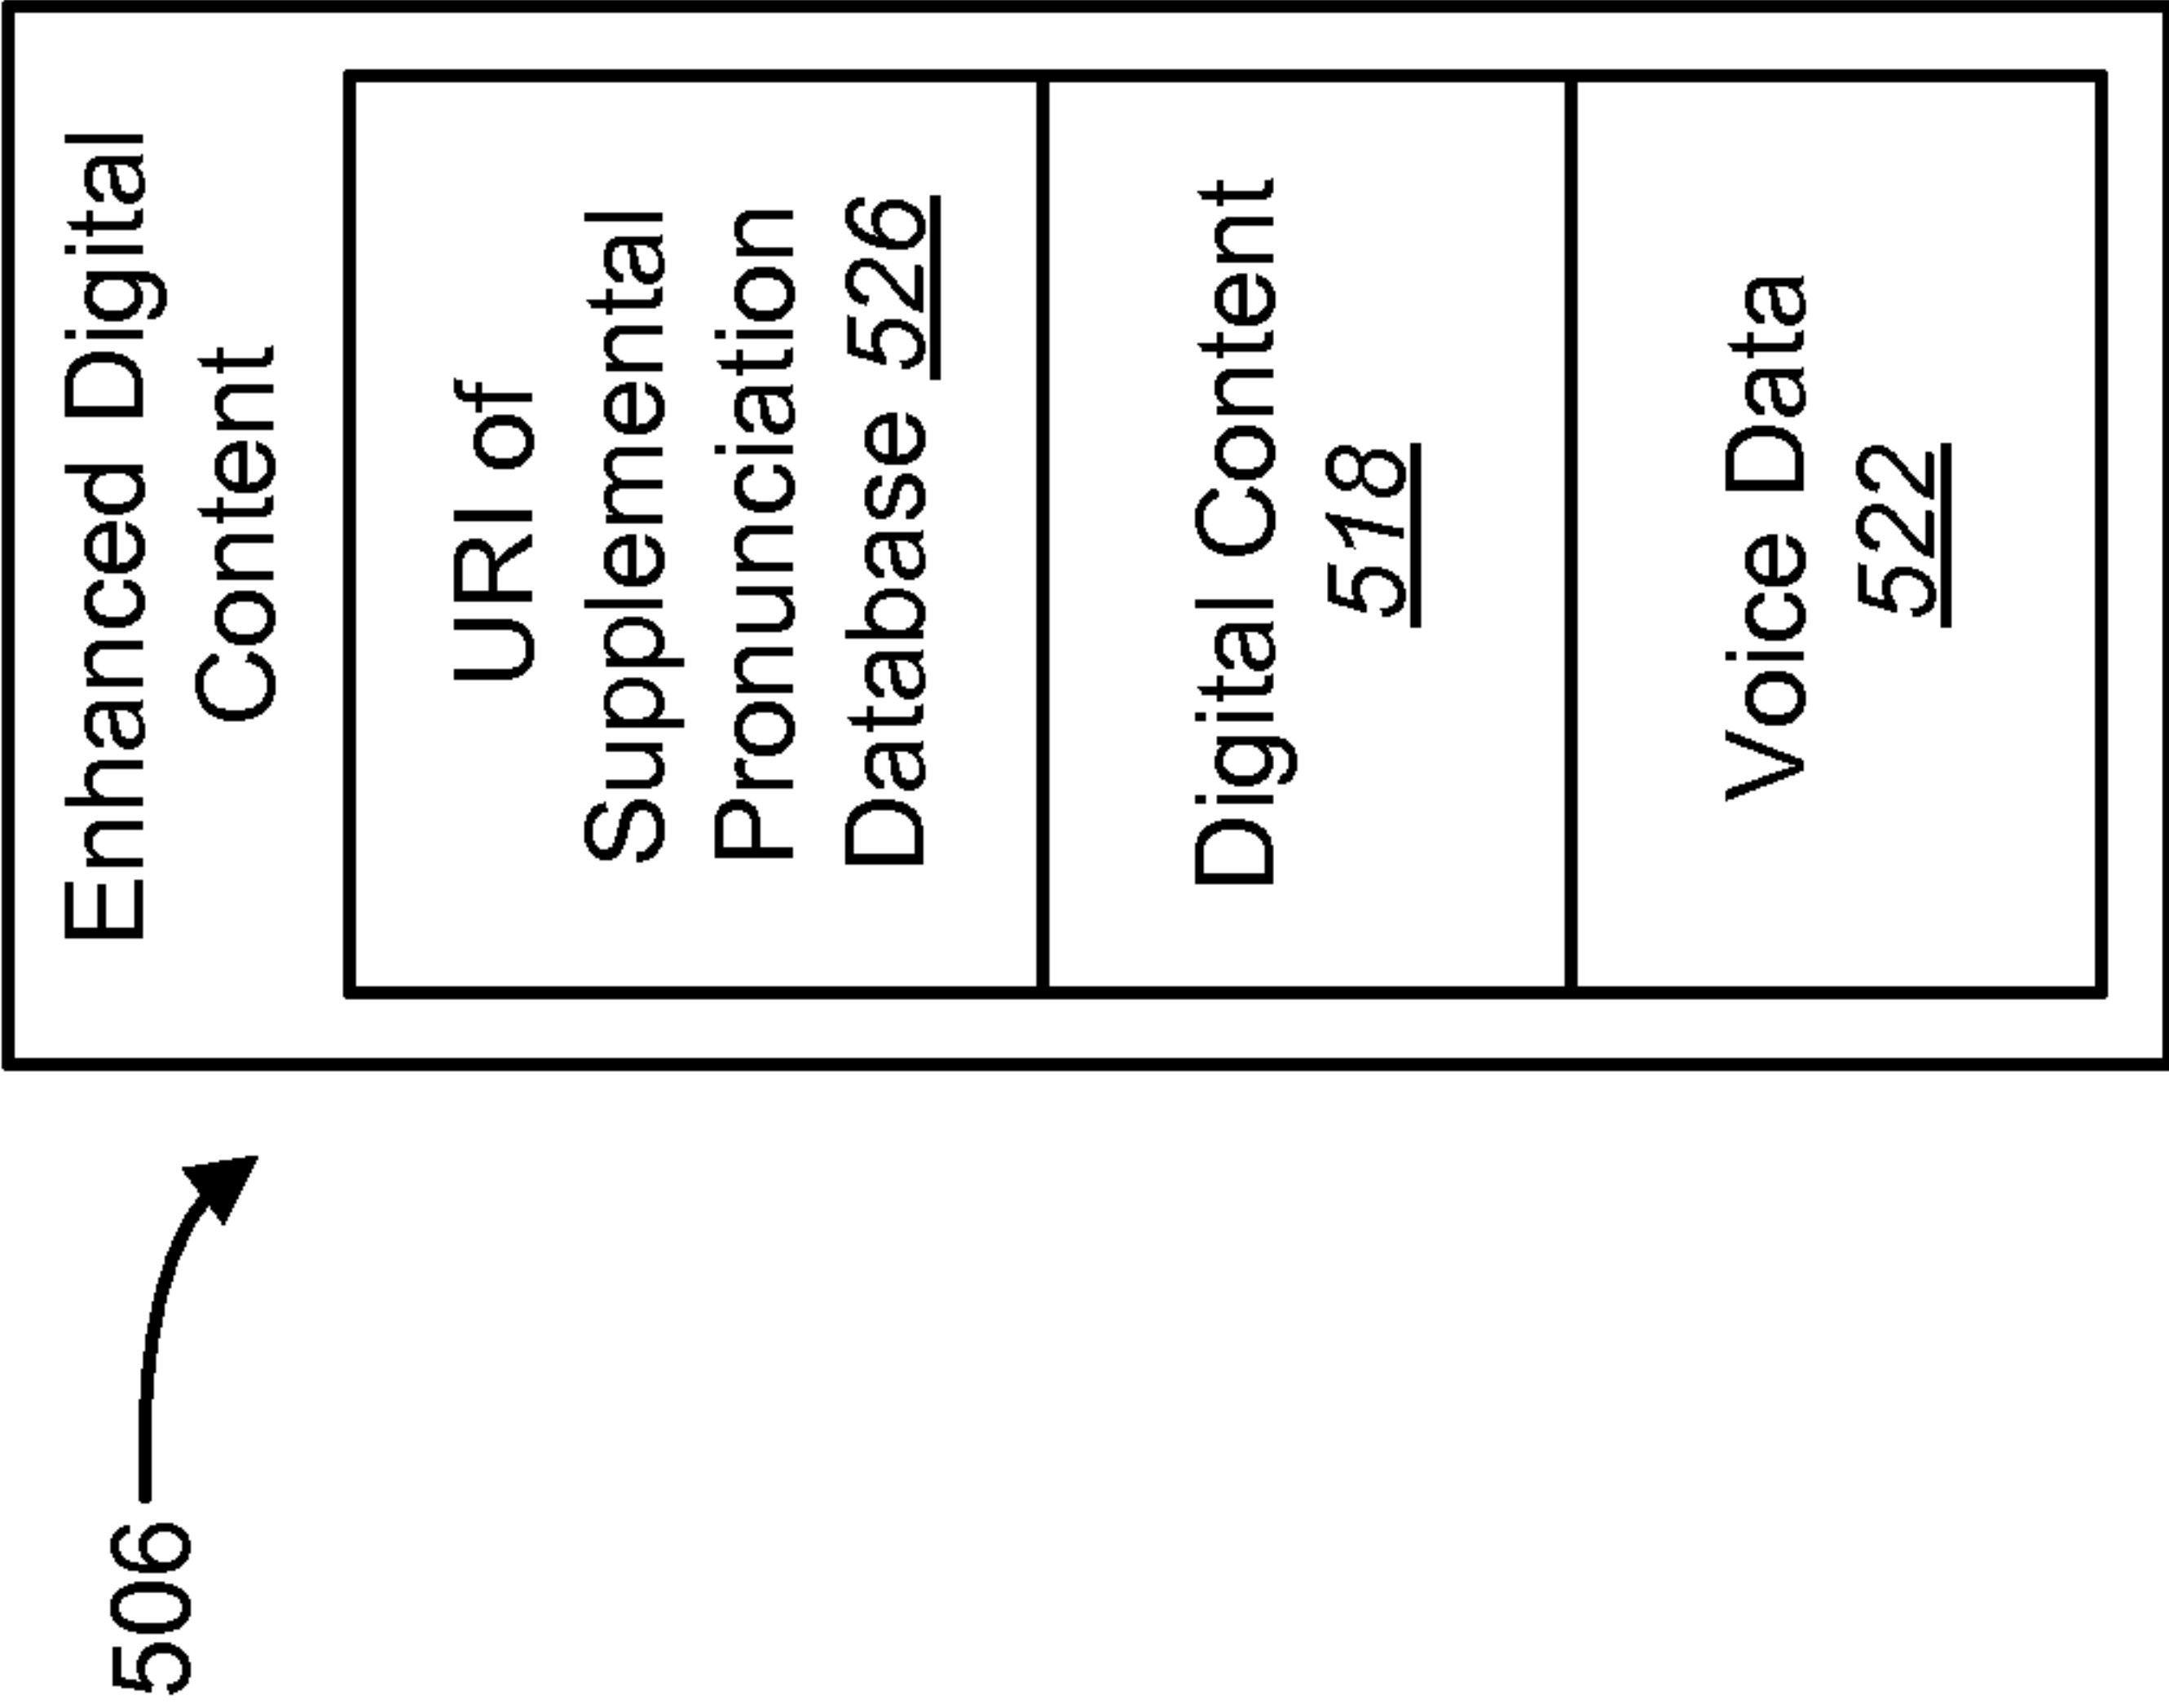 506
Enhanced Digital
Content
URI of
Supplemental
Pronunciation
Database 526
Digital Content
518
Voice Data
522